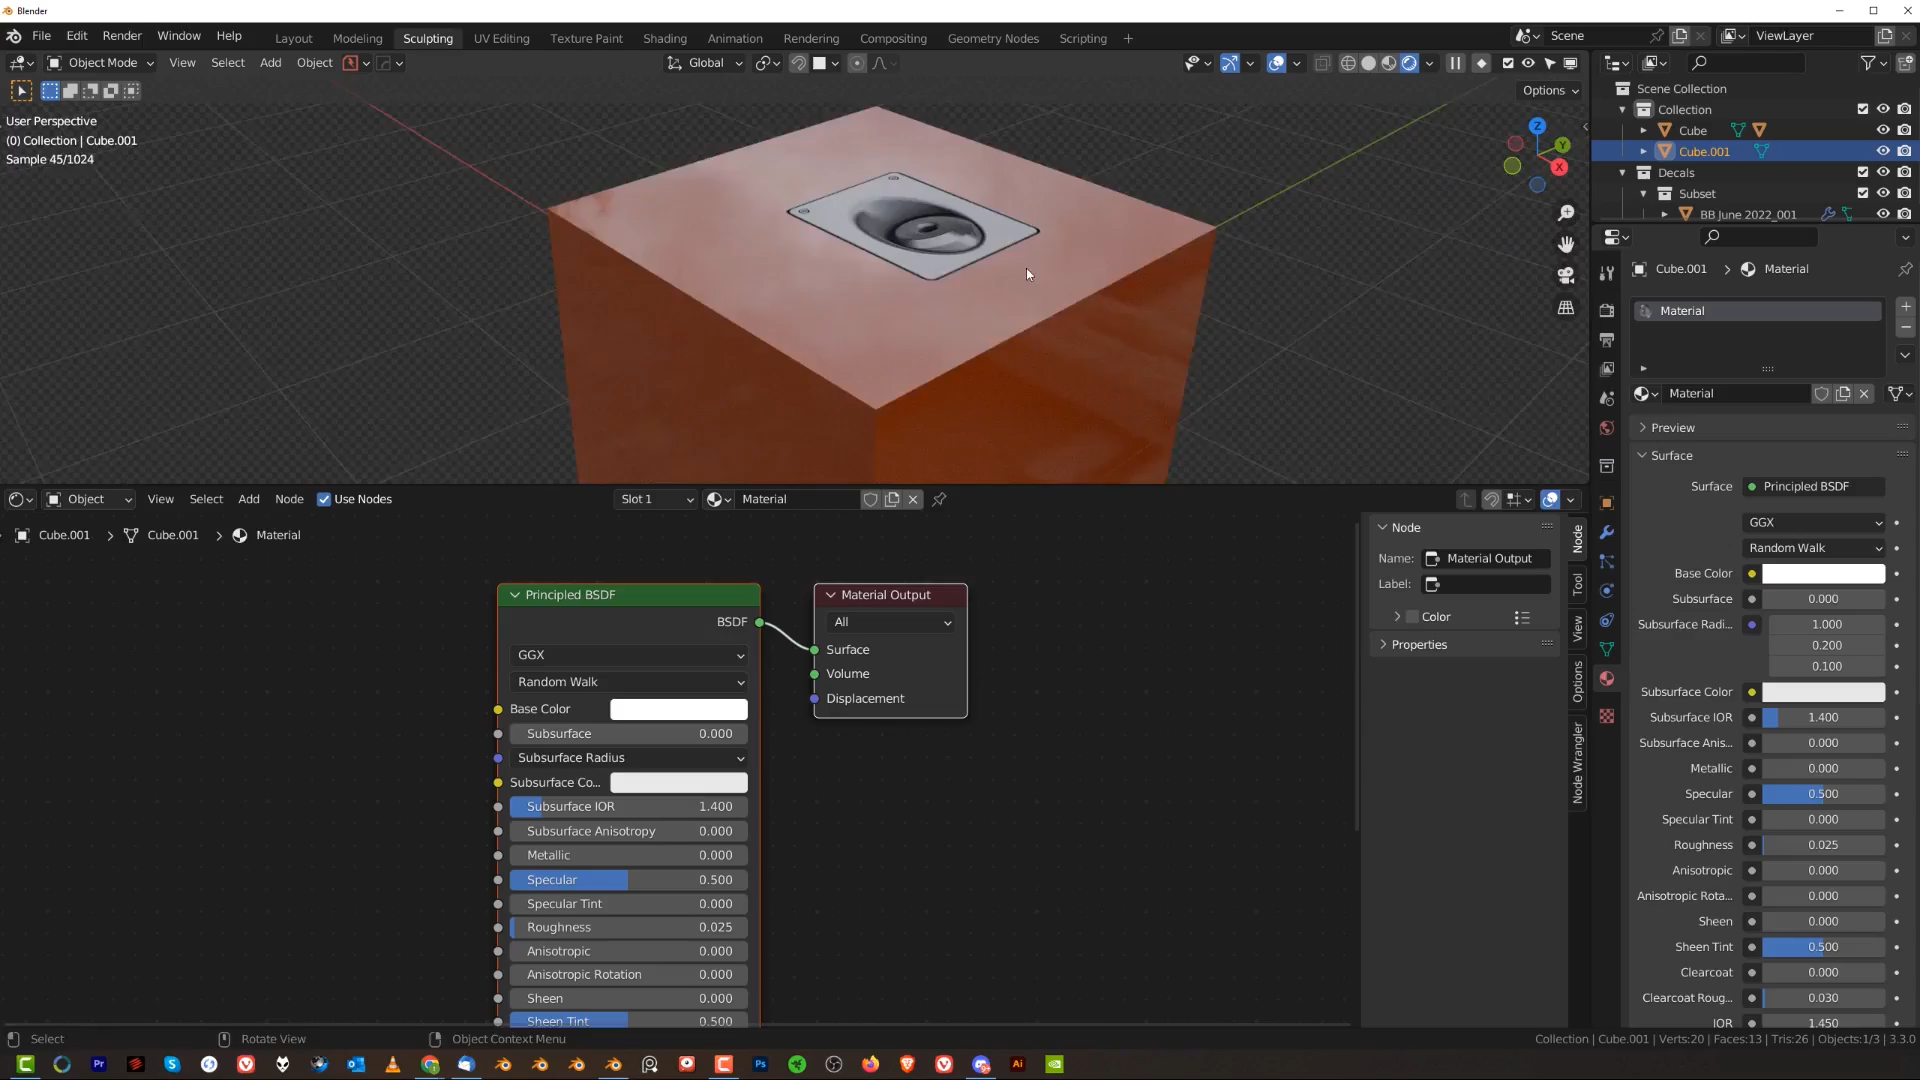 Blender
File Edit Render Window Help Layout Modeling Sculpting UV Editing Texture Paint Shading Animation Rendering Compositing Geometry Nodes Scripting + Scene ViewLayer
Object Mode View Select Add Object Global
Options
User Perspective
(0) Collection | Cube.001
Sample 45/1024
Z
Y
X
Scene Collection
Collection
Cube
Cube.001
Decals
Subset
BB June 2022_001
Cube.001 > Material
Material
Material
Preview
Surface
Surface Principled BSDF
GGX
Random Walk
Base Color
Subsurface 0.000
Subsurface Radi... 1.000
0.200
0.100
Subsurface Color
Subsurface IOR 1.400
Subsurface Anis... 0.000
Metallic 0.000
Specular 0.500
Specular Tint 0.000
Roughness 0.025
Anisotropic 0.000
Anisotropic Rota... 0.000
Sheen 0.000
Sheen Tint 0.500
Clearcoat 0.000
Clearcoat Roug... 0.030
IOR 1.450
Object View Select Add Node Use Nodes Slot 1 Material
Cube.001 > Cube.001 > Material
Principled BSDF
BSDF
GGX
Random Walk
Base Color
Subsurface 0.000
Subsurface Radius
Subsurface Co...
Subsurface IOR 1.400
Subsurface Anisotropy 0.000
Metallic 0.000
Specular 0.500
Specular Tint 0.000
Roughness 0.025
Anisotropic 0.000
Anisotropic Rotation 0.000
Sheen 0.000
Sheen Tint 0.500
Material Output
All
Surface
Volume
Displacement
Node
Name: Material Output
Label:
Color
Properties
Node
Tool
View
Options
Node Wrangler
Select Rotate View Object Context Menu Collection | Cube.001 | Verts:20 | Faces:13 | Tris:26 | Objects:1/3 | 3.3.0
Pr
Ps
Ai